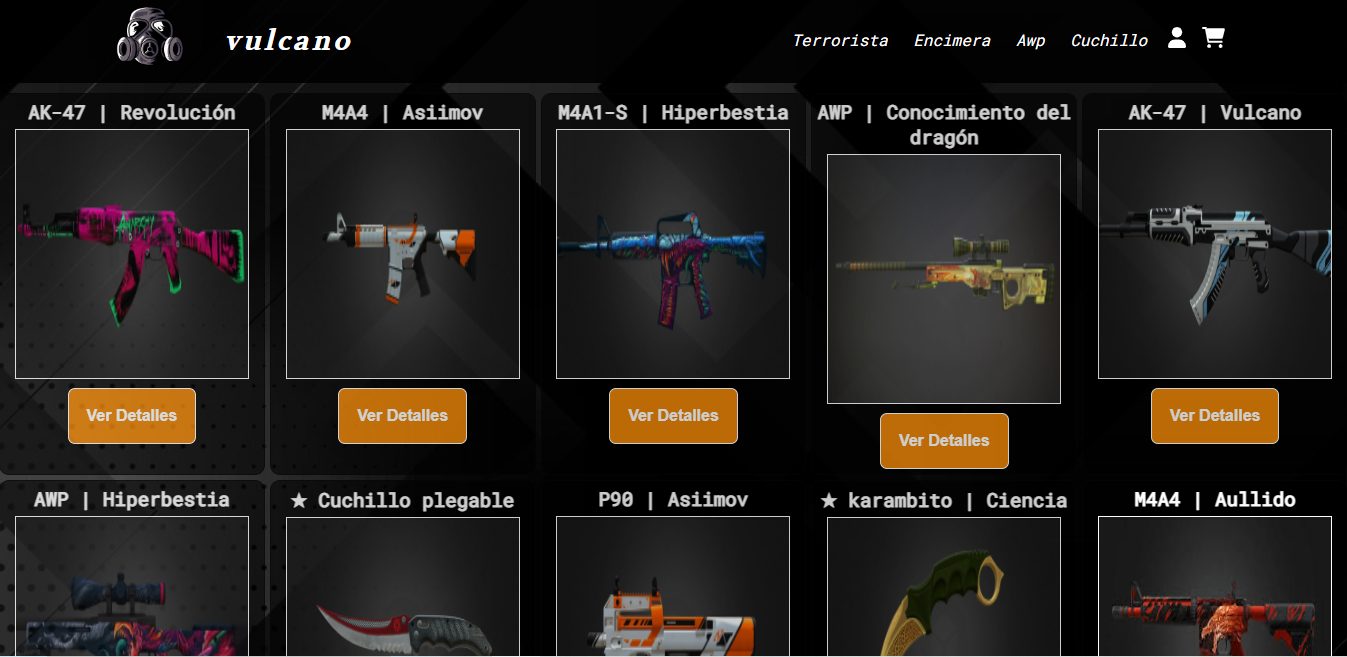 vulcano
Terrorista Encimera Awp Cuchillo
AK-47 | Revolución
M4A4 | Asiimov
M4A1-S | Hiperbestia
AWP | Conocimiento del
dragón
AK-47 | Vulcano
Ver Detalles
Ver Detalles
Ver Detalles
Ver Detalles
Ver Detalles
AWP | Hiperbestia
★ Cuchillo plegable
P90 | Asiimov
★ karambito | Ciencia
M4A4 | Aullido